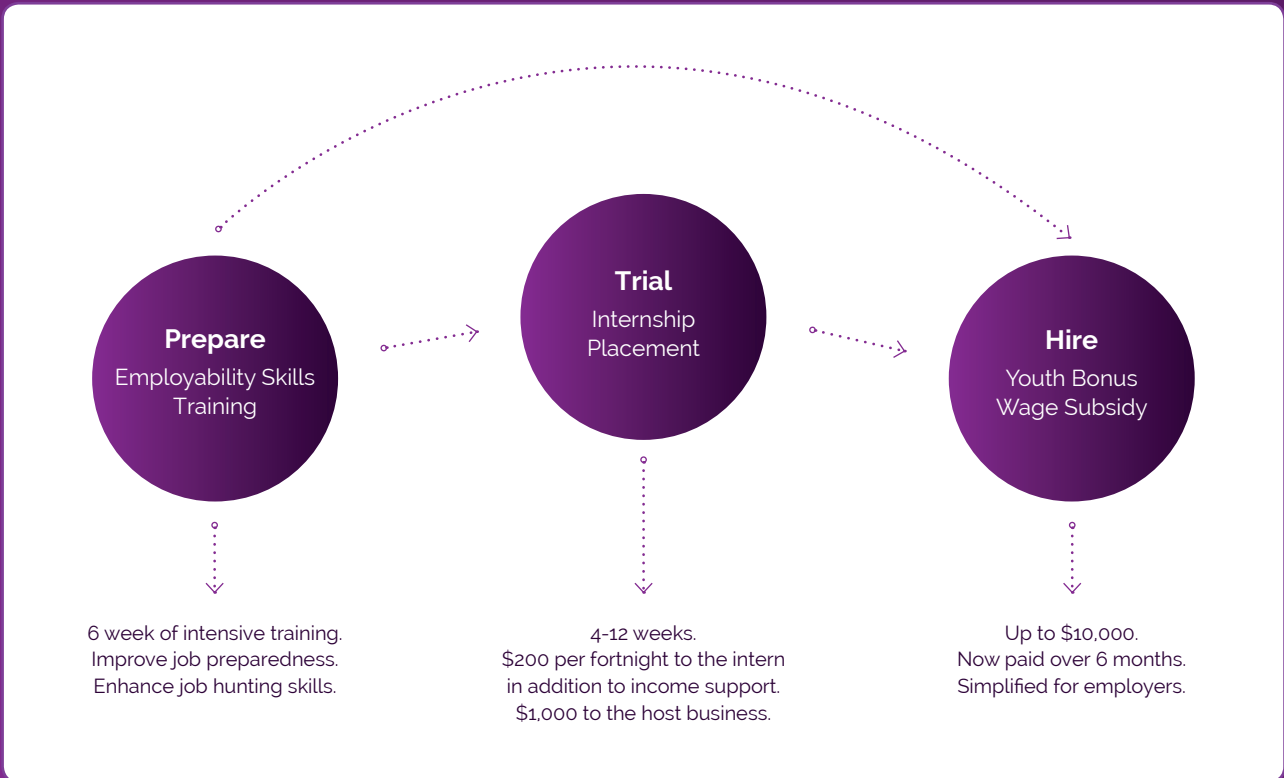 Prepare
Employability Skills
Training
Trial
Internship
Placement
Hire
Youth Bonus
Wage Subsidy
6 week of intensive training.
Improve job preparedness.
Enhance job hunting skills.
4-12 weeks.
$200 per fortnight to the intern
in addition to income support.
$1,000 to the host business.
Up to $10,000.
Now paid over 6 months.
Simplified for employers.